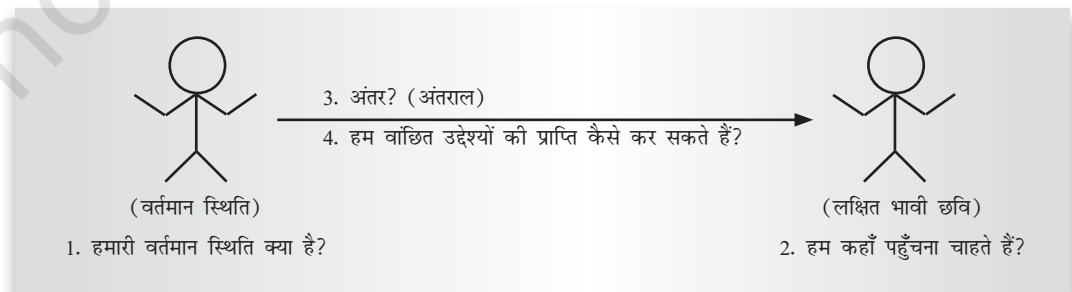 3. अंतर? (अंतराल)
4. हम वांछित उद्देश्यों की प्राप्ति कैसे कर सकते हैं?
(वर्तमान स्थिति)
(लक्षित भावी छवि)
1. हमारी वर्तमान स्थिति क्या है?
2. हम कहाँ पहुँचना चाहते हैं?